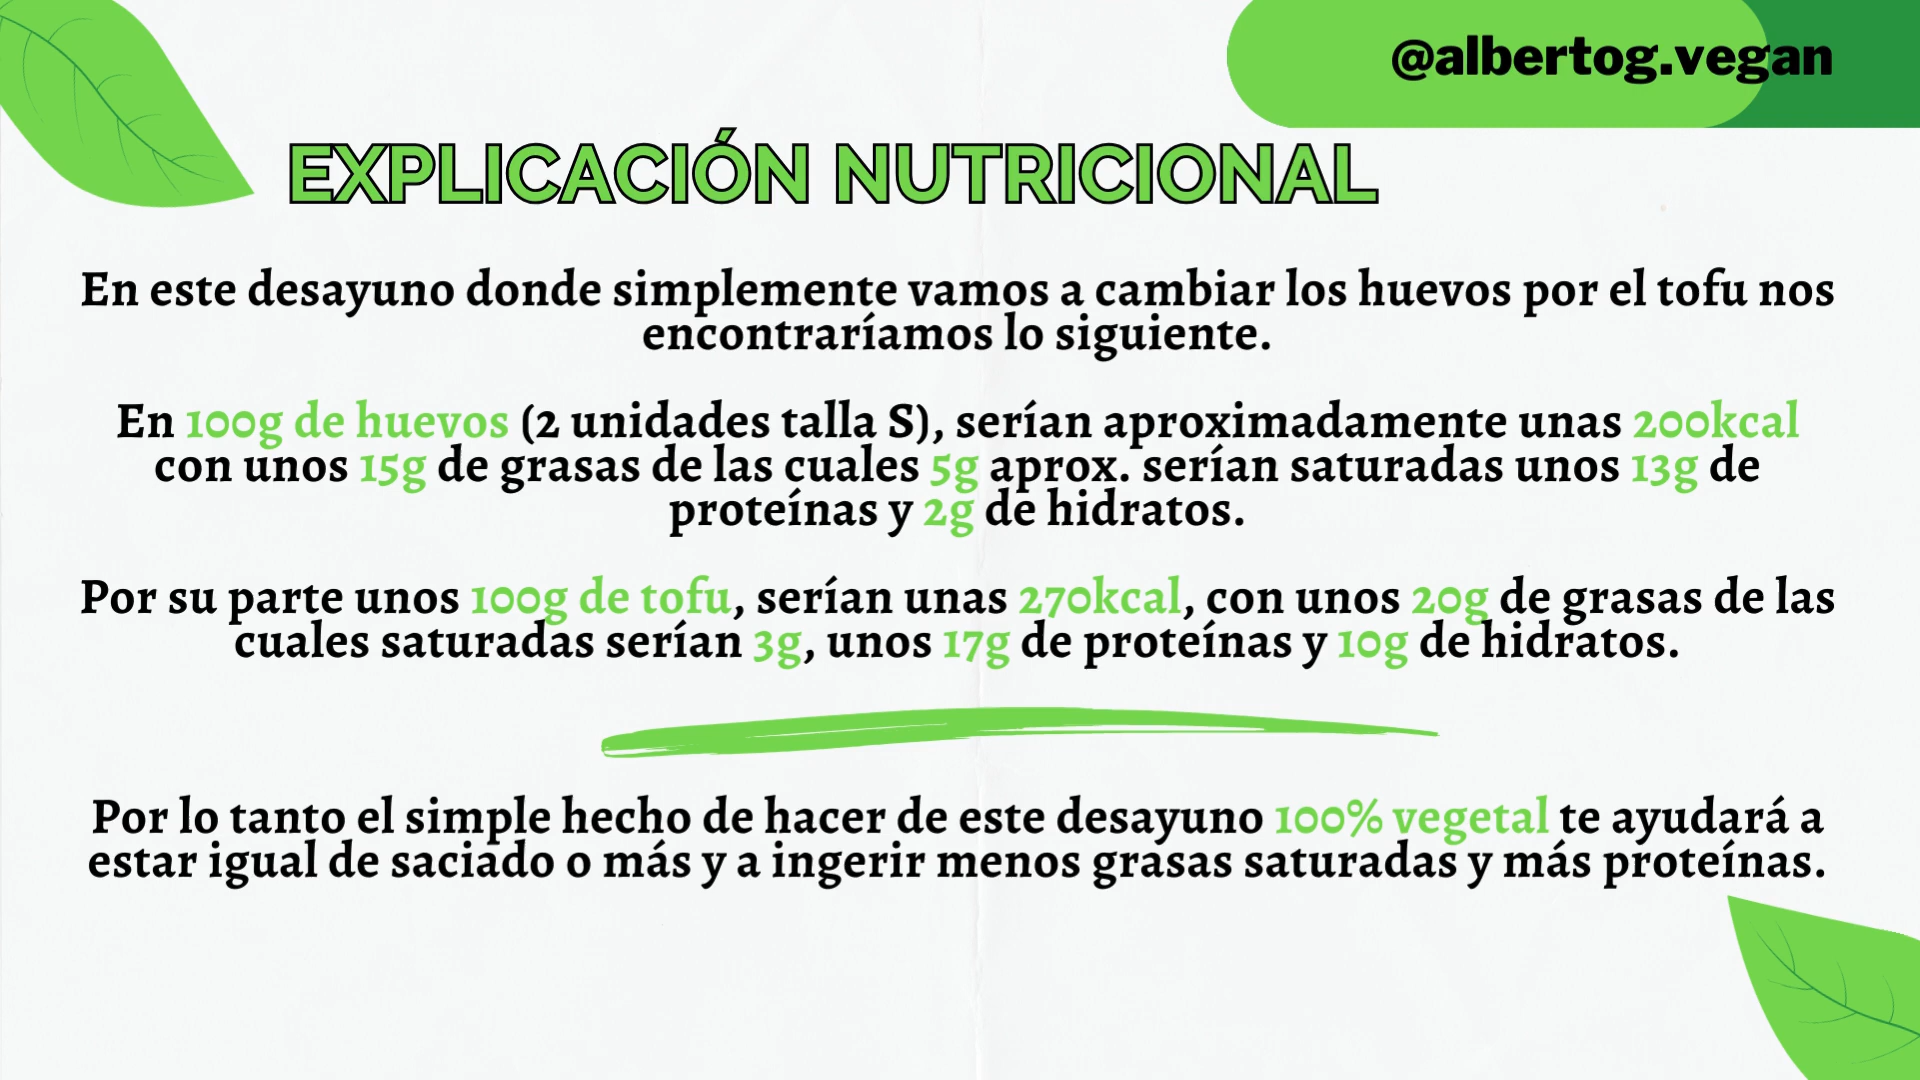 @albertog.vegan
EXPLICACIÓN NUTRICIONAL
En este desayuno donde simplemente vamos a cambiar los huevos por el tofu nos
encontraríamos lo siguiente.
En 100g de huevos (2 unidades talla S), serían aproximadamente unas 200kcal
con unos 15g de grasas de las cuales 5g aprox. serían saturadas unos 13g de
proteínas y 2g de hidratos.
Por su parte unos 100g de tofu, serían unas 270kcal, con unos 20g de grasas de las
cuales saturadas serían 3g, unos 17g de proteínas y 10g de hidratos.
Por lo tanto el simple hecho de hacer de este desayuno 100% vegetal te ayudará a
estar igual de saciado o más y a ingerir menos grasas saturadas y más proteínas.